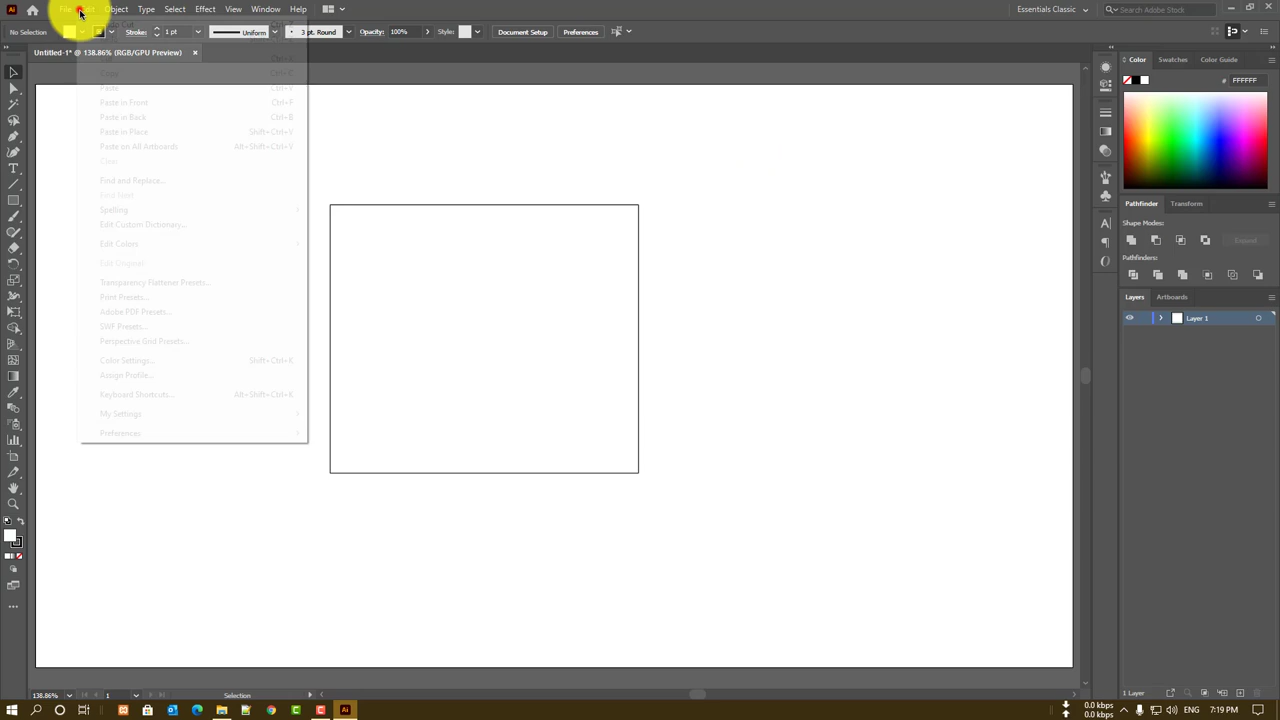 Ai File Edit Object Type Select Effect View Window Help Essentials Classic Search Adobe Stock
No Selection Stroke: 1 pt Uniform 3 pt. Round Opacity: 100% Style: Document Setup Preferences
Untitled-1* @ 138.86% (RGB/GPU Preview) ×
Undo Cut
Copy Ctrl+C
Paste Ctrl+V
Paste in Front Ctrl+F
Paste in Back Ctrl+B
Paste in Place Shift+Ctrl+V
Paste on All Artboards Alt+Shift+Ctrl+V
Clear
Find and Replace...
Find Next
Spelling
Edit Custom Dictionary...
Edit Colors
Edit Original
Transparency Flattener Presets...
Print Presets...
Adobe PDF Presets...
SWF Presets...
Perspective Grid Presets...
Color Settings... Shift+Ctrl+K
Assign Profile...
Keyboard Shortcuts... Alt+Shift+Ctrl+K
My Settings
Preferences
Color Swatches Color Guide
# FFFFFF
Pathfinder Transform
Shape Modes:
Expand
Pathfinders:
Layers Artboards
Layer 1
1 Layer
138.86% 1 Selection
0.0 kbps
0.0 kbps
ENG 7:19 PM